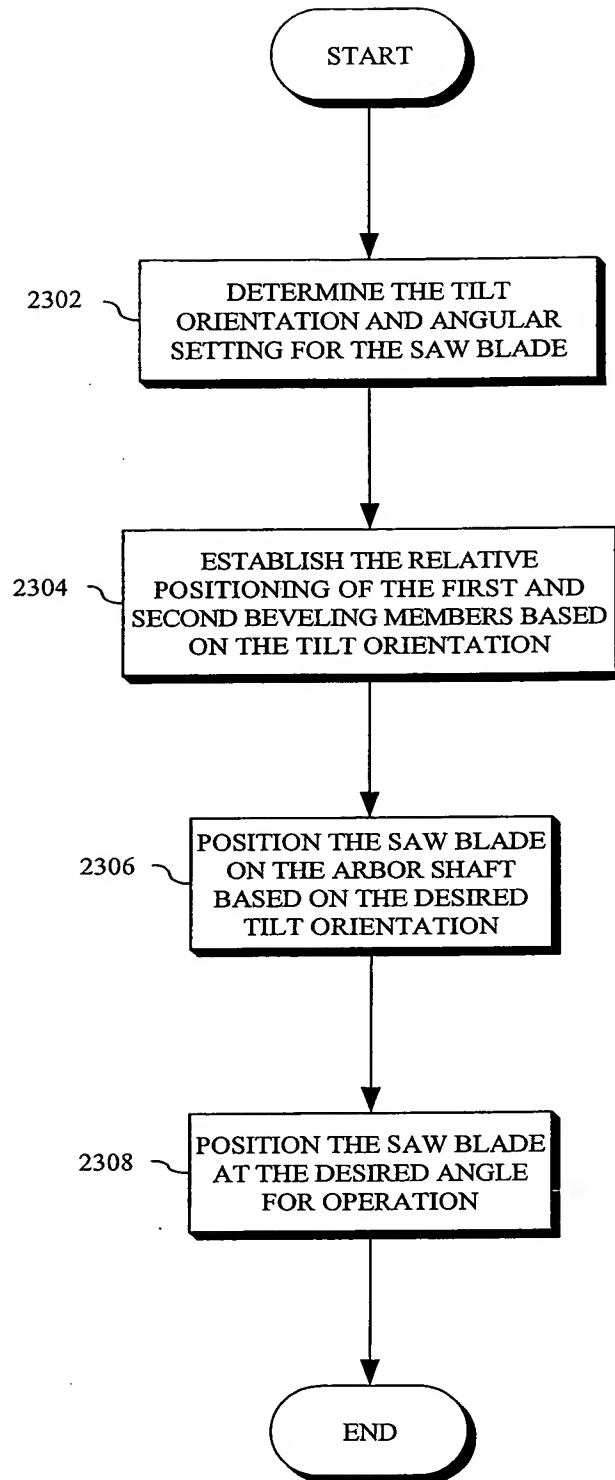 START
2302
DETERMINE THE TILT
ORIENTATION AND ANGULAR
SETTING FOR THE SAW BLADE
2304
ESTABLISH THE RELATIVE
POSITIONING OF THE FIRST AND
SECOND BEVELING MEMBERS BASED
ON THE TILT ORIENTATION
2306
POSITION THE SAW BLADE
ON THE ARBOR SHAFT
BASED ON THE DESIRED
TILT ORIENTATION
2308
POSITION THE SAW BLADE
AT THE DESIRED ANGLE
FOR OPERATION
END